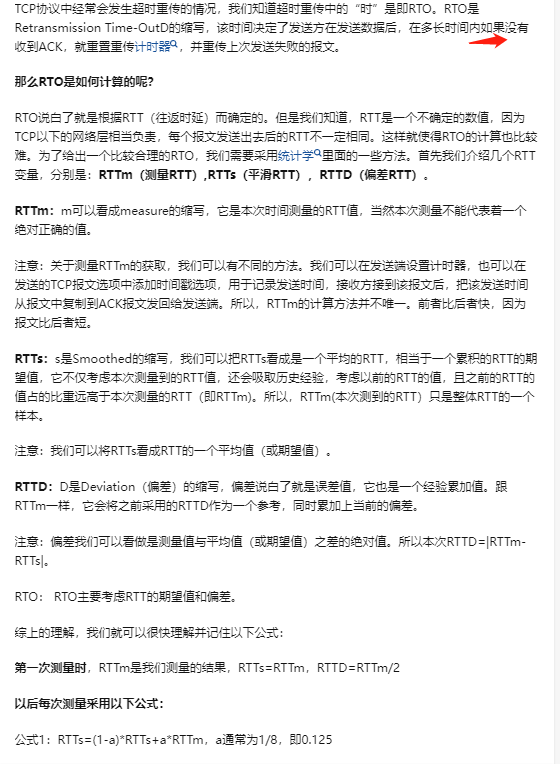 TCP协议中经常会发生超时重传的情况，我们知道超时重传中的“时”是即RTO。RTO是
Retransmission Time-OutD的缩写，该时间决定了发送方在发送数据后，在多长时间内如果没有
收到ACK，就重置重传计时器，并重传上次发送失败的报文。
那么RTO是如何计算的呢？
RTO说白了就是根据RTT（往返时延）而确定的。但是我们知道，RTT是一个不确定的数值，因为
TCP以下的网络层相当负责，每个报文发送出去后的RTT不一定相同。这样就使得RTO的计算也比较
难。为了给出一个比较合理的RTO，我们需要采用统计学里面的一些方法。首先我们介绍几个RTT
变量，分别是：RTTm（测量RTT）,RTTs（平滑RTT），RTTD（偏差RTT）。
RTTm：m可以看成measure的缩写，它是本次时间测量的RTT值，当然本次测量不能代表着一个
绝对正确的值。
注意：关于测量RTTm的获取，我们可以有不同的方法。我们可以在发送端设置计时器，也可以在
发送的TCP报文选项中添加时间戳选项，用于记录发送时间，接收方接到该报文后，把该发送时间
从报文中复制到ACK报文发回给发送端。所以，RTTm的计算方法并不唯一。前者比后者快，因为
报文比后者短。
RTTs：s是Smoothed的缩写，我们可以把RTTs看成是一个平均的RTT，相当于一个累积的RTT的期
望值，它不仅考虑本次测量到的RTT值，还会吸取历史经验，考虑以前的RTT的值，且之前的RTT的
值占的比重远高于本次测量的RTT（即RTTm)。所以，RTTm(本次测到的RTT）只是整体RTT的一个
样本。
注意：我们可以将RTTs看成RTT的一个平均值（或期望值）。
RTTD：D是Deviation（偏差）的缩写，偏差说白了就是误差值，它也是一个经验累加值。跟
RTTm一样，它会将之前采用的RTTD作为一个参考，同时累加上当前的偏差。
注意：偏差我们可以看做是测量值与平均值（或期望值）之差的绝对值。所以本次RTTD=|RTTm-
RTTs|。
RTO： RTO主要考虑RTT的期望值和偏差。
综上的理解，我们就可以很快理解并记住以下公式：
第一次测量时，RTTm是我们测量的结果，RTTs=RTTm，RTTD=RTTm/2
以后每次测量采用以下公式：
公式1：RTTs=(1-a)*RTTs+a*RTTm，a通常为1/8，即0.125